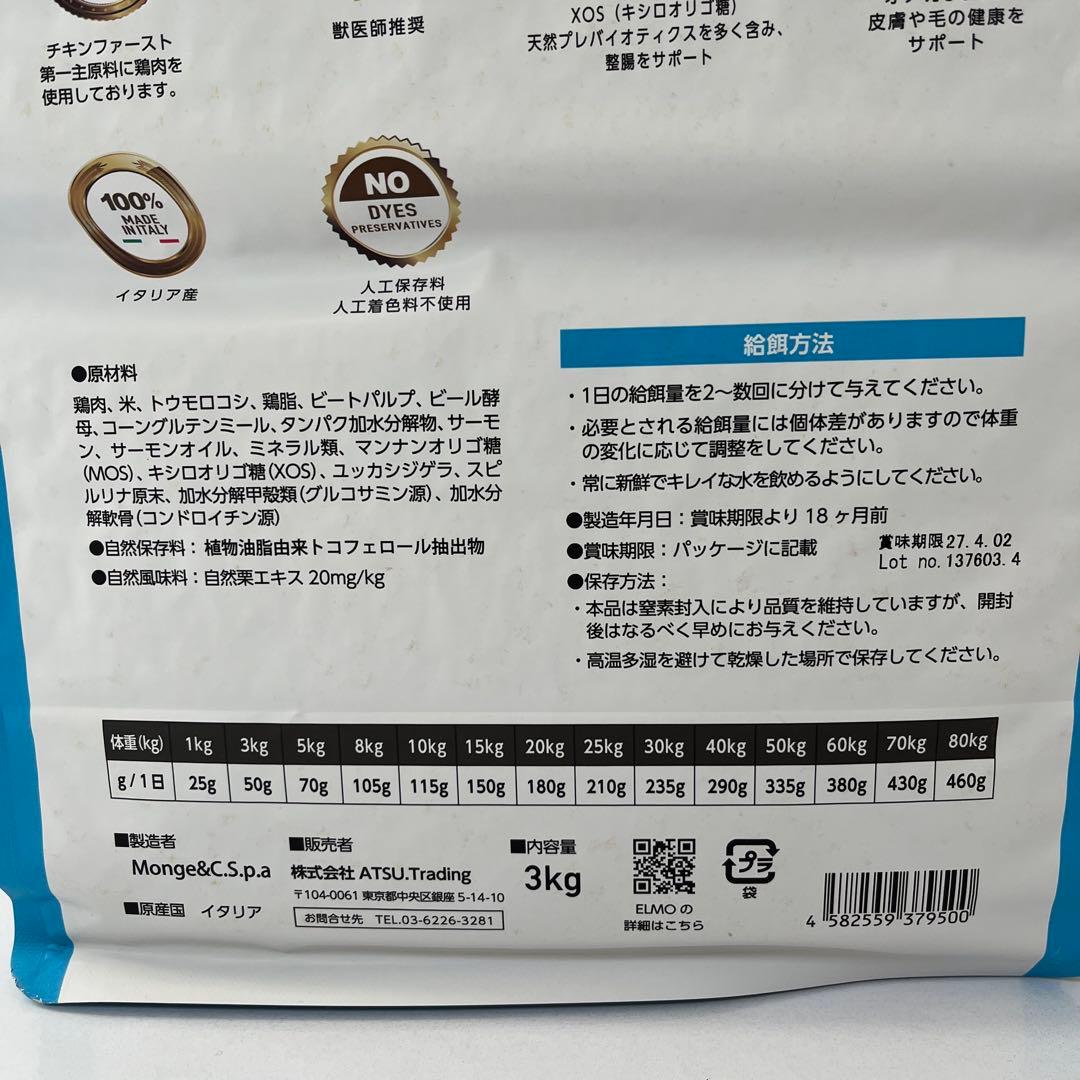 チキンファースト
第一主原料に鶏肉を
使用しております。
獣医師推奨
XOS（キシロオリゴ糖）
天然プレバイオティクスを多く含み、
整腸をサポート
皮膚や毛の健康を
サポート
100%
MADE
IN ITALY
イタリア産
NO
DYES
PRESERVATIVES
人工保存料
人工着色料不使用
●原材料
鶏肉、米、トウモロコシ、鶏脂、ビートパルプ、ビール酵
母、コーングルテンミール、タンパク加水分解物、サーモ
ン、サーモンオイル、ミネラル類、マンナンオリゴ糖
(MOS)、キシロオリゴ糖(XOS)、ユッカシジゲラ、スピ
ルリナ原末、加水分解甲殻類(グルコサミン源)、加水分
解軟骨(コンドロイチン源)
●自然保存料：植物油脂由来トコフェロール抽出物
●自然風味料：自然栗エキス 20mg/kg
給餌方法
・1日の給餌量を2〜数回に分けて与えてください。
・必要とされる給餌量には個体差がありますので体重
の変化に応じて調整をしてください。
・常に新鮮でキレイな水を飲めるようにしてください。
●製造年月日：賞味期限より 18 ヶ月前
●賞味期限：パッケージに記載
賞味期限27.4.02
Lot no.137603.4
●保存方法：
・本品は窒素封入により品質を維持していますが、開封
後はなるべく早めにお与えください。
・高温多湿を避けて乾燥した場所で保存してください。
体重(kg) 1kg 3kg 5kg 8kg 10kg 15kg 20kg 25kg 30kg 40kg 50kg 60kg 70kg 80kg
g/1日 25g 50g 70g 105g 115g 150g 180g 210g 235g 290g 335g 380g 430g 460g
■製造者
Monge&C.S.p.a
■原産国 イタリア
■販売者
株式会社 ATSU.Trading
〒104-0061 東京都中央区銀座 5-14-10
お問合せ先 TEL.03-6226-3281
■内容量
3kg
ELMO の
詳細はこちら
プラ
袋
4 582559 379500